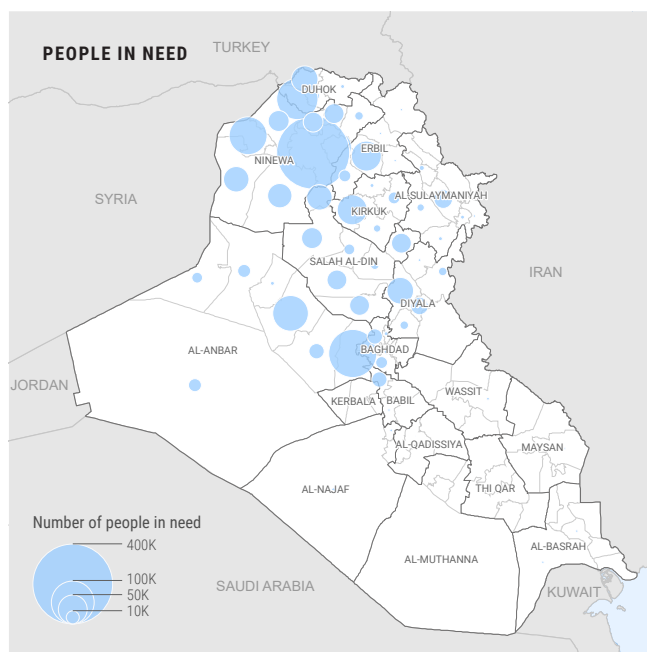 PEOPLE IN NEED
TURKEY
DUHOK
ERBIL
NINEWA
AL-SULAYMANIYAH
SYRIA
KIRKUK
SALAH AL-DIN
IRAN
DIYALA
AL-ANBAR
BAGHDAD
JORDAN
KERBALA
BABIL
WASSIT
AL-QADISSIYA
MAYSAN
AL-NAJAF
THI QAR
Number of people in need
400K
100K
50K
10K
AL-MUTHANNA
AL-BASRAH
SAUDI ARABIA
KUWAIT